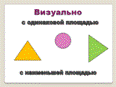 Визуально
с одинаковой площадью
с наименьшей площадью